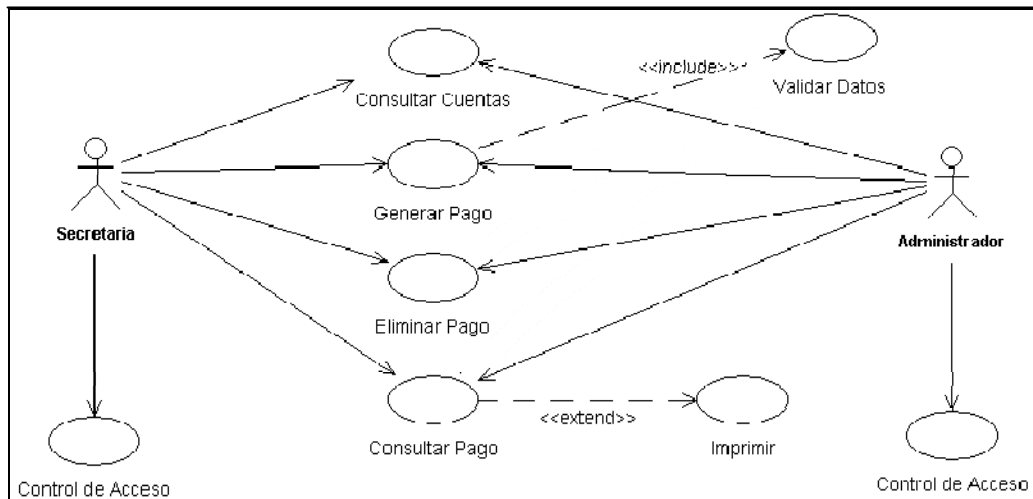 <<include>>
Validar Datos
Consultar Cuentas
Generar Pago
Secretaria
Administrador
Eliminar Pago
<<extend>>
Consultar Pago
Imprimir
Control de Acceso
Control de Acceso